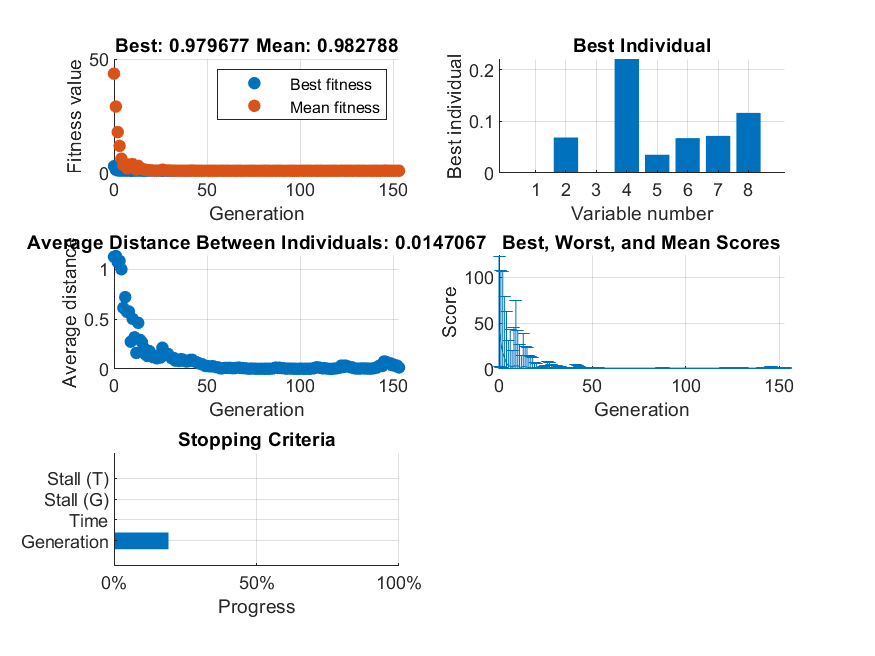 Best: 0.979677 Mean: 0.982788
Fitness value
50
0
Best fitness
Mean fitness
0 50 100 150
Generation
Best Individual
Best individual
0.2
0.1
0
1 2 3 4 5 6 7 8
Variable number
Average Distance Between Individuals: 0.0147067
Average distance
1
0.5
0
0 50 100 150
Generation
Best, Worst, and Mean Scores
Score
100
50
0
0 50 100 150
Generation
Stopping Criteria
Stall (T)
Stall (G)
Time
Generation
0% 50% 100%
Progress